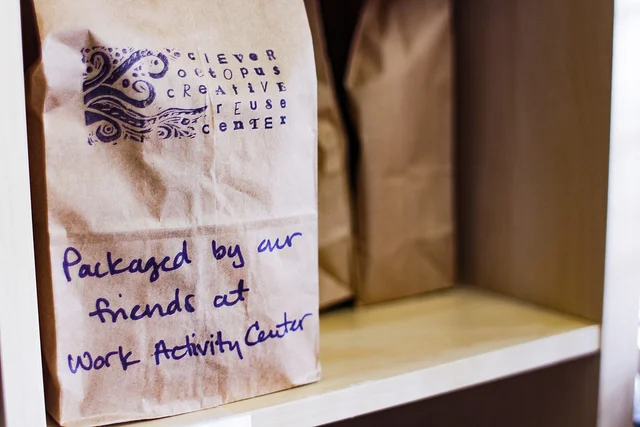 cLEVeR
octOpus
cREAtiVE
rEUSe
cenTEr
Packaged by our
friends at
Work Activity Center